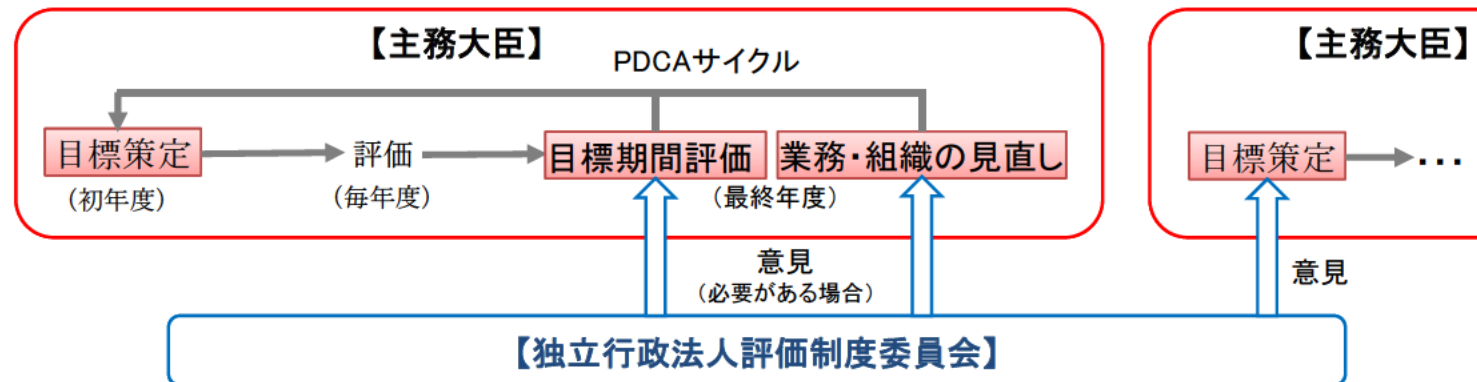 【主務大臣】
PDCAサイクル
目標策定
(初年度)
評価
(毎年度)
目標期間評価
業務・組織の見直し
(最終年度)
意見
(必要がある場合)
【主務大臣】
目標策定
・・・
意見
【独立行政法人評価制度委員会】